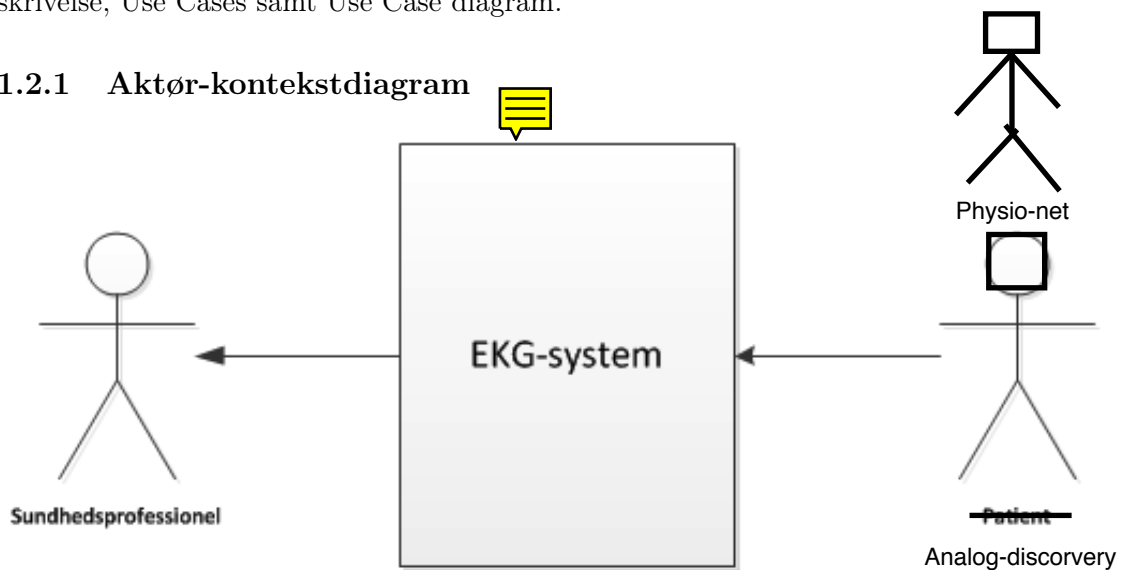 skrivelse, Use Cases samt Use Case diagram.
1.2.1 Aktør-kontekstdiagram
Physio-net
EKG-system
Sundhedsprofessionel
Patient
Analog-discorvery